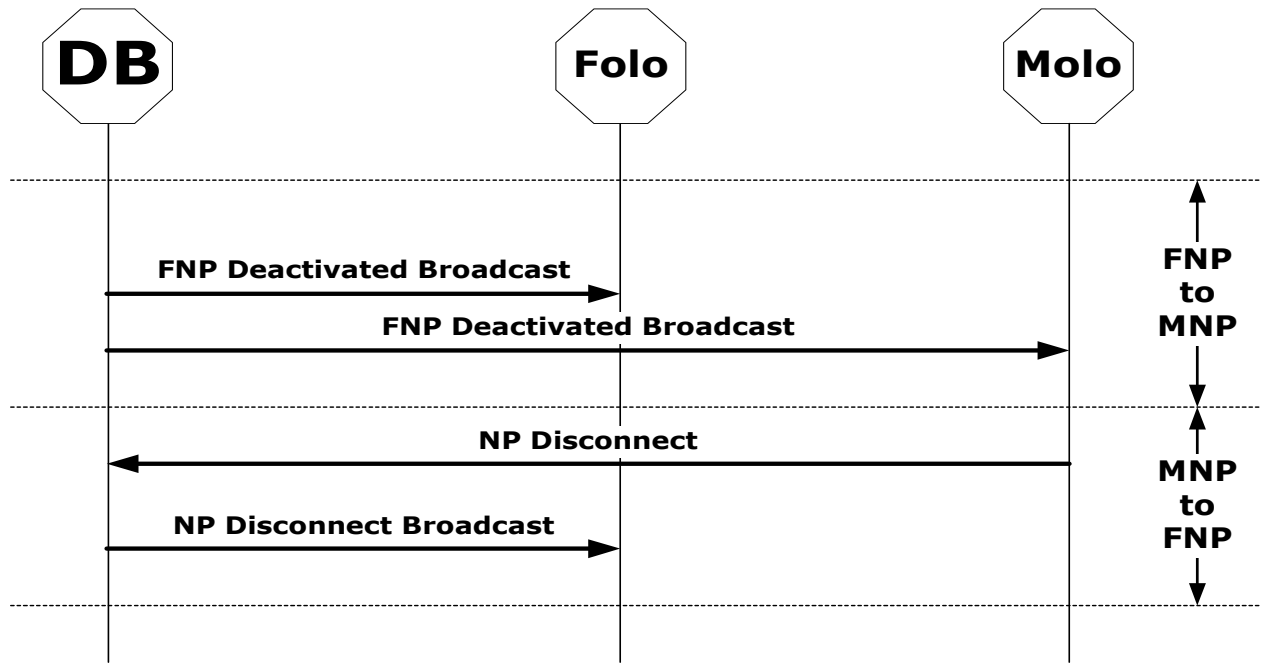 DB
Folo
Molo
FNP Deactivated Broadcast
FNP Deactivated Broadcast
FNP
to
MNP
NP Disconnect
NP Disconnect Broadcast
MNP
to
FNP